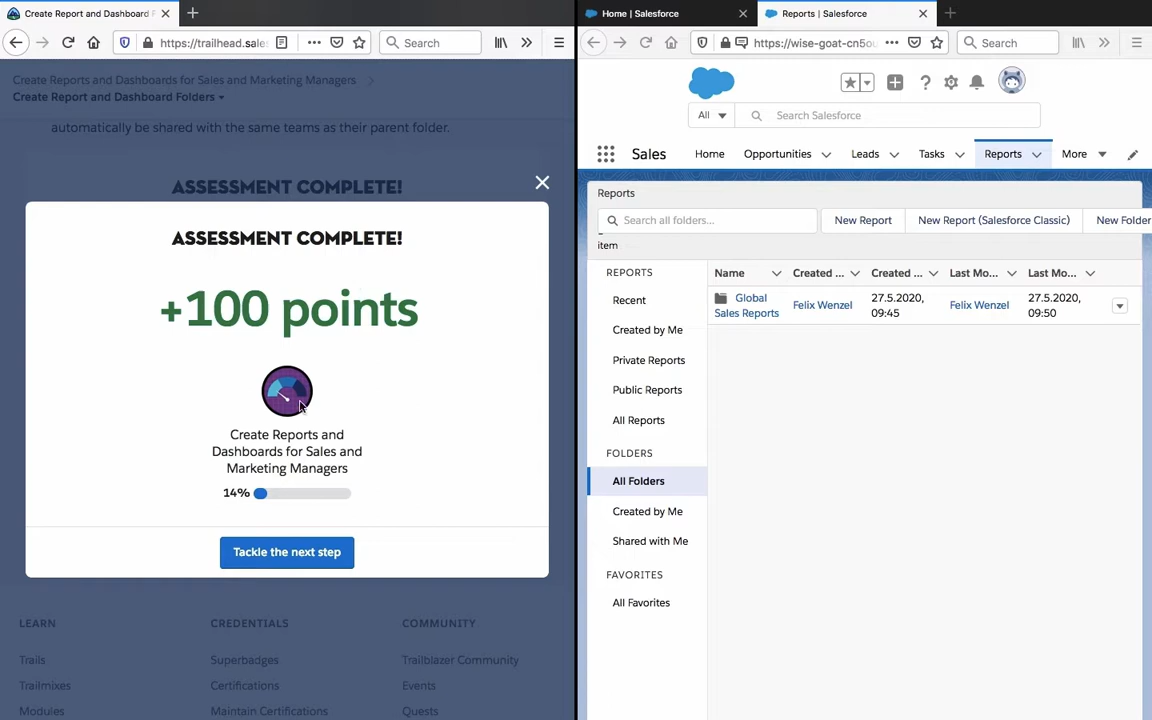 Create Report and Dashboard F
https://trailhead.sale
Search
Create Reports and Dashboards for Sales and Marketing Managers
Create Report and Dashboard Folders
automatically be shared with the same teams as their parent folder.
ASSESSMENT COMPLETE!
ASSESSMENT COMPLETE!
+100 points
Create Reports and
Dashboards for Sales and
Marketing Managers
14%
Tackle the next step
LEARN
CREDENTIALS
COMMUNITY
Trails
Superbadges
Trailblazer Community
Trailmixes
Certifications
Events
Modules
Maintain Certifications
Quests
Home | Salesforce
Reports | Salesforce
https://wise-goat-cn5ou
Search
All
Search Salesforce
Sales
Home
Opportunities
Leads
Tasks
Reports
More
Reports
Search all folders...
New Report
New Report (Salesforce Classic)
New Folder
item
REPORTS
Recent
Created by Me
Private Reports
Public Reports
All Reports
FOLDERS
All Folders
Created by Me
Shared with Me
FAVORITES
All Favorites
Name
Created ...
Created ...
Last Mo...
Last Mo...
Global
Sales Reports
Felix Wenzel
27.5.2020,
09:45
Felix Wenzel
27.5.2020,
09:50